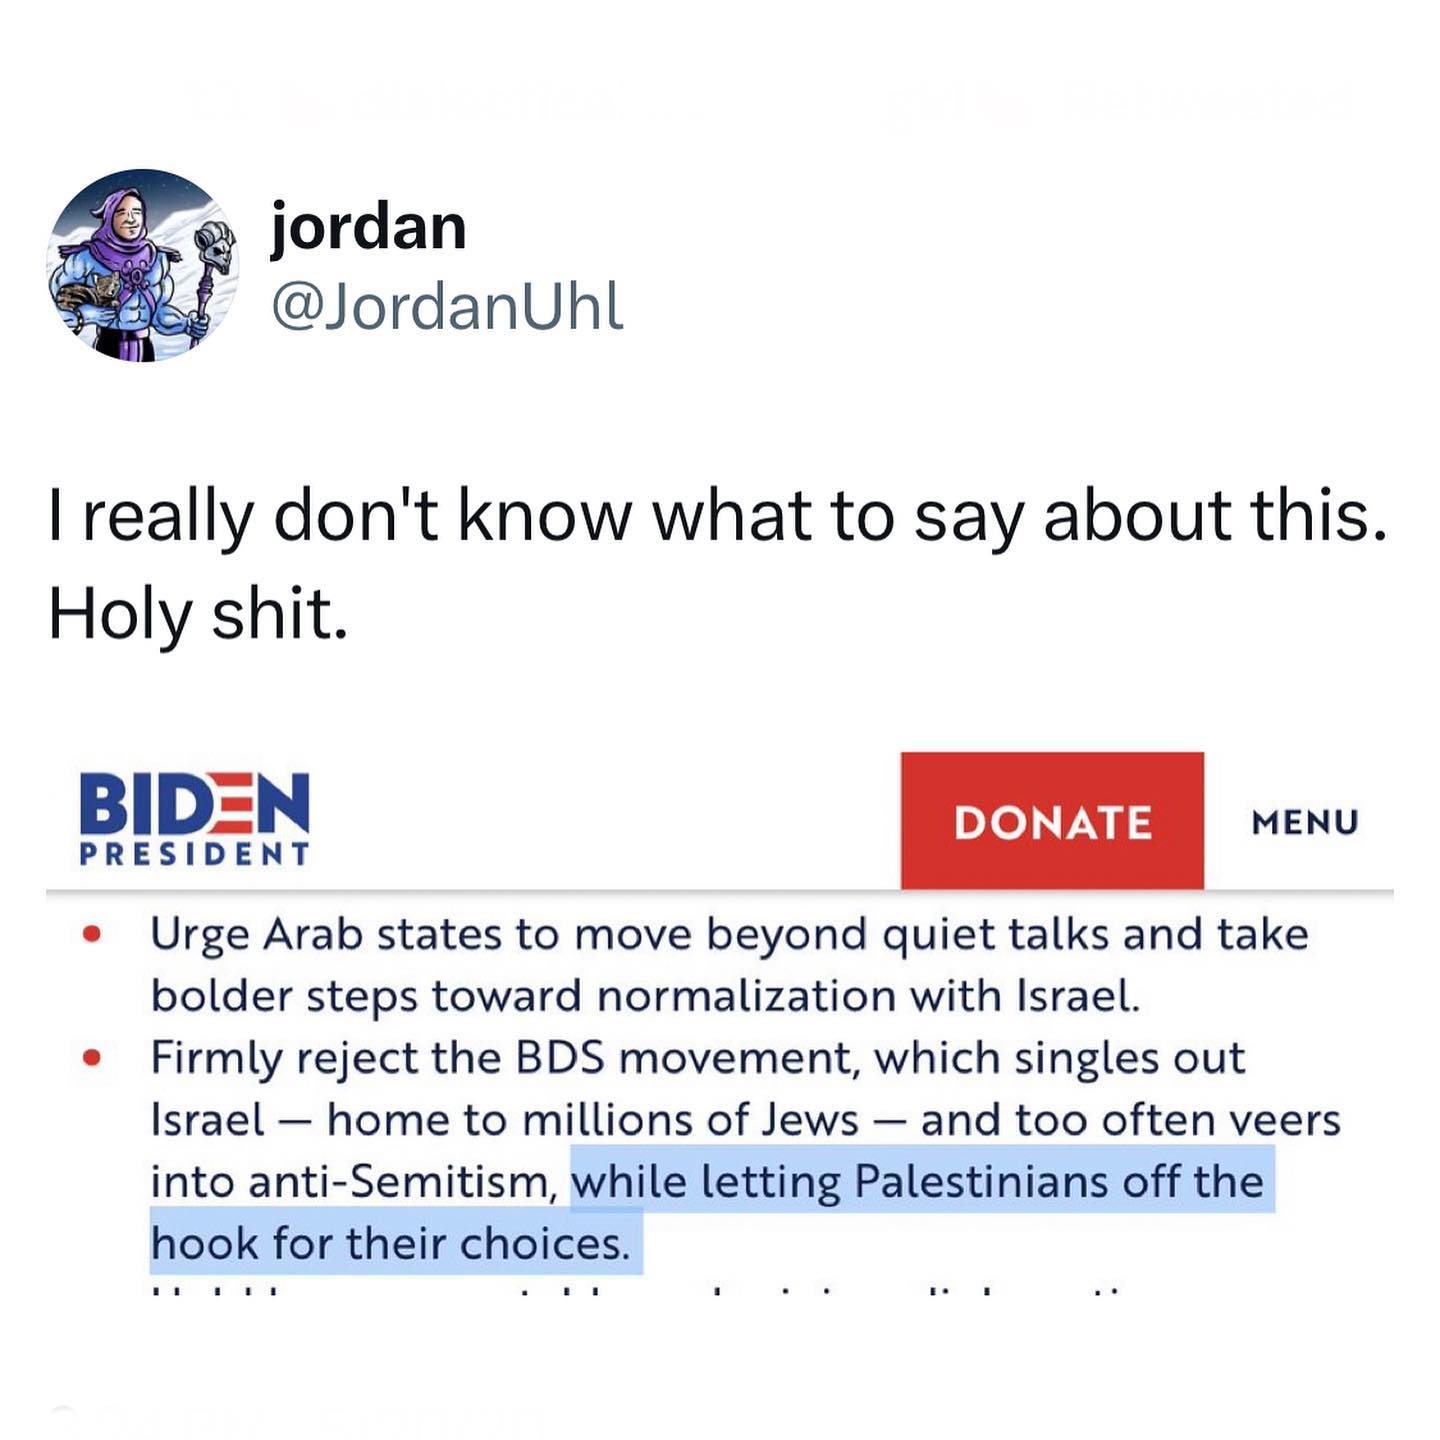 jordan
@JordanUhl
I really don't know what to say about this.
Holy shit.
BIDEN
PRESIDENT
DONATE
MENU
• Urge Arab states to move beyond quiet talks and take
bolder steps toward normalization with Israel.
• Firmly reject the BDS movement, which singles out
Israel — home to millions of Jews — and too often veers
into anti-Semitism, while letting Palestinians off the
hook for their choices.